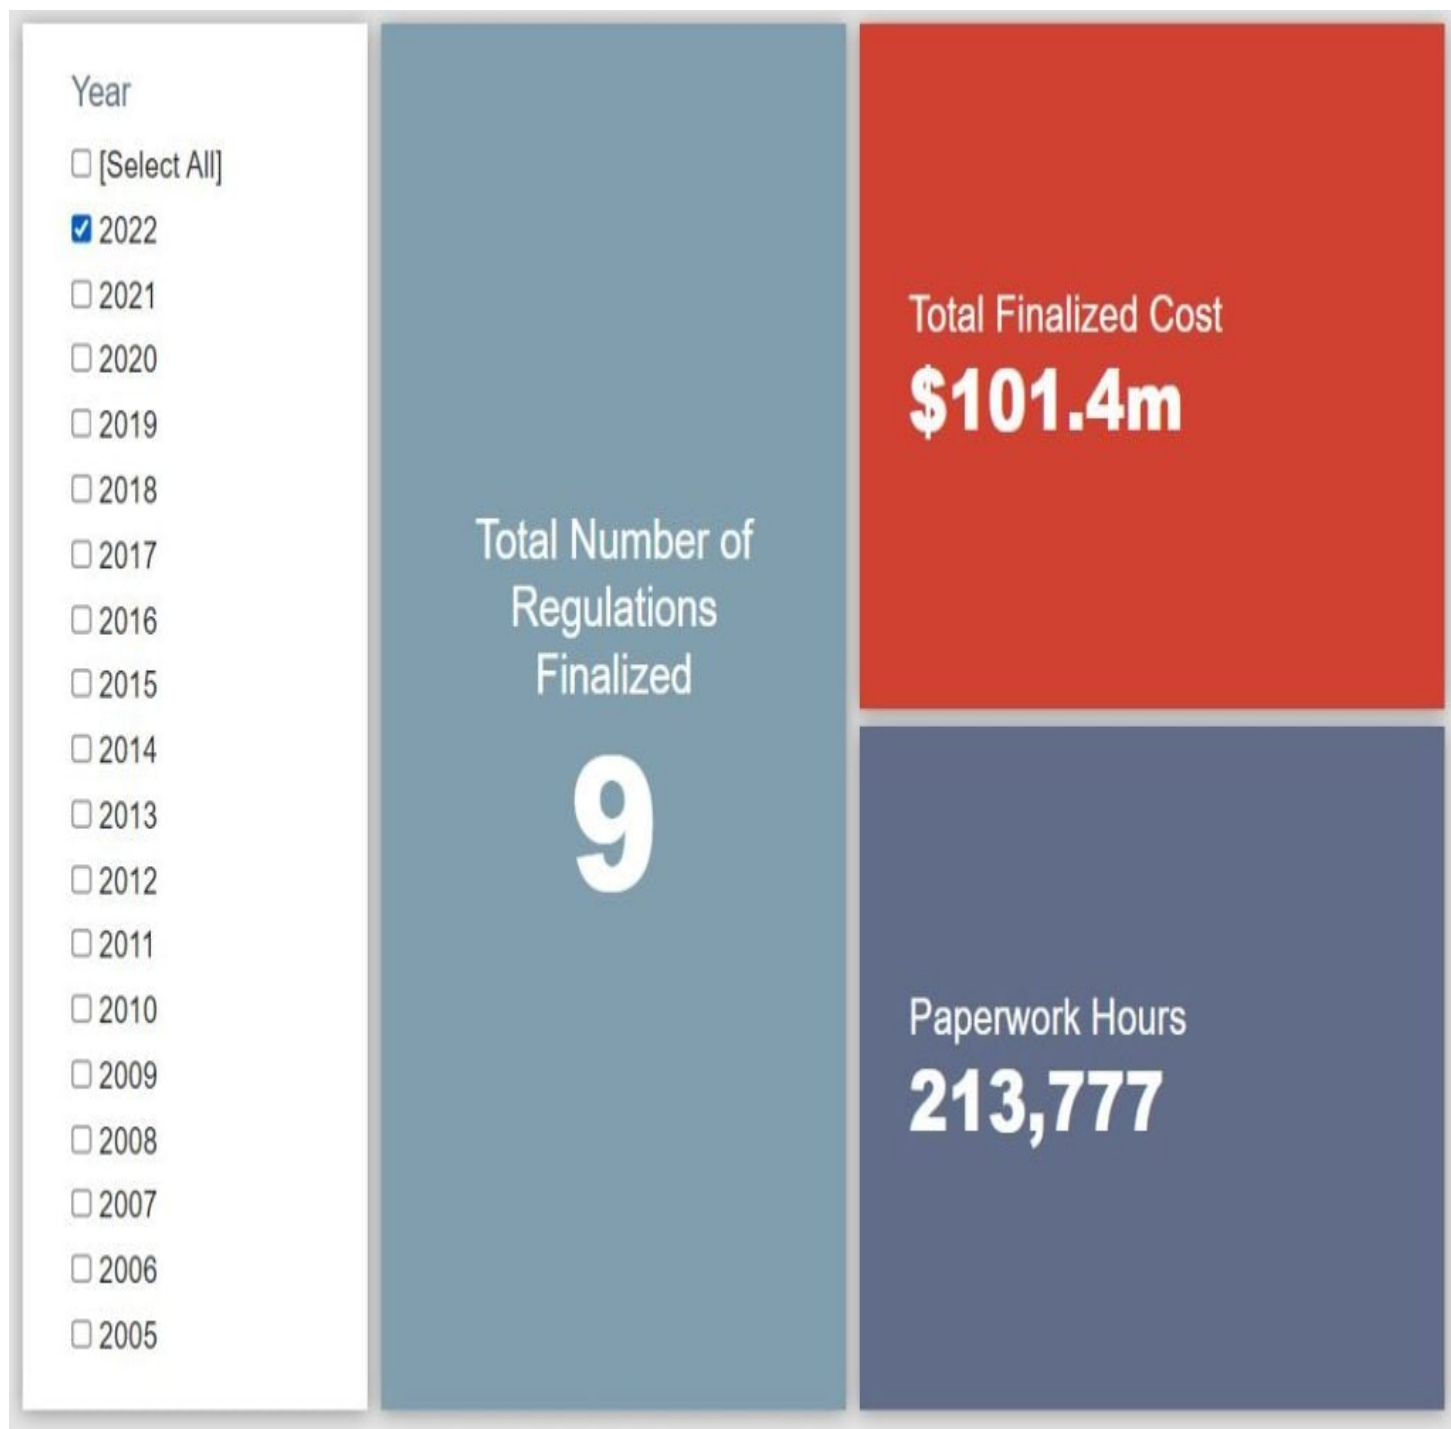 Year
[Select All]
2022
2021
2020
2019
2018
2017
2016
2015
2014
2013
2012
2011
2010
2009
2008
2007
2006
2005
Total Number of
Regulations
Finalized
9
Total Finalized Cost
$101.4m
Paperwork Hours
213,777